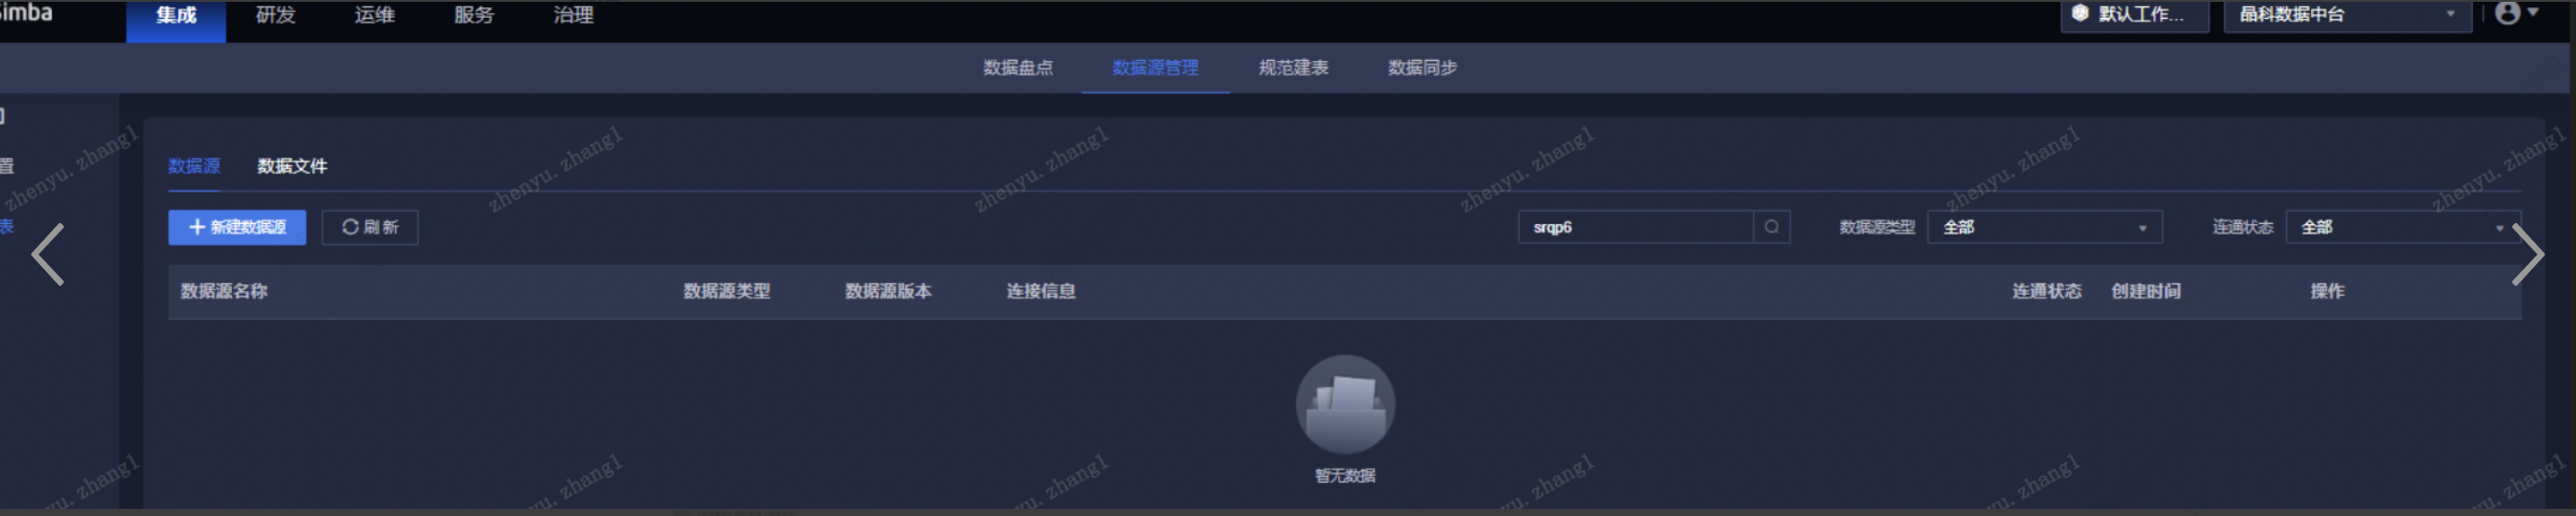 Simba 集成 研发 运维 服务 治理 默认工作... 晶科数据中台
数据盘点 数据源管理 规范建表 数据同步
置
表
数据源 数据文件
新建数据源 刷新 srqp6 数据源类型 全部 连通状态 全部
数据源名称 数据源类型 数据源版本 连接信息 连通状态 创建时间 操作
暂无数据
zhenyu.zhang1 zhenyu.zhang1 zhenyu.zhang1 zhenyu.zhang1 zhenyu.zhang1 zhenyu.zhang1
yu.zhang1 yu.zhang1 yu.zhang1 yu.zhang1 yu.zhang1 yu.zhang1